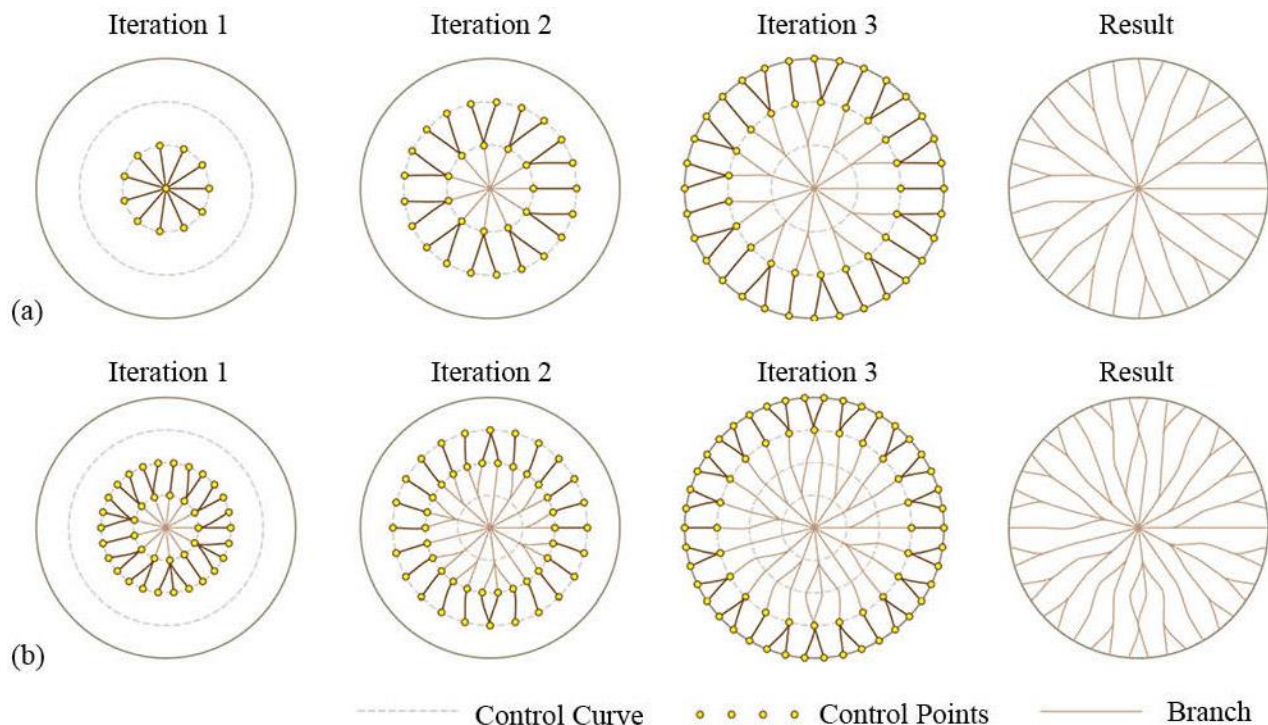 (a)
Iteration 1 Iteration 2 Iteration 3 Result
(b)
Iteration 1 Iteration 2 Iteration 3 Result
Control Curve Control Points Branch